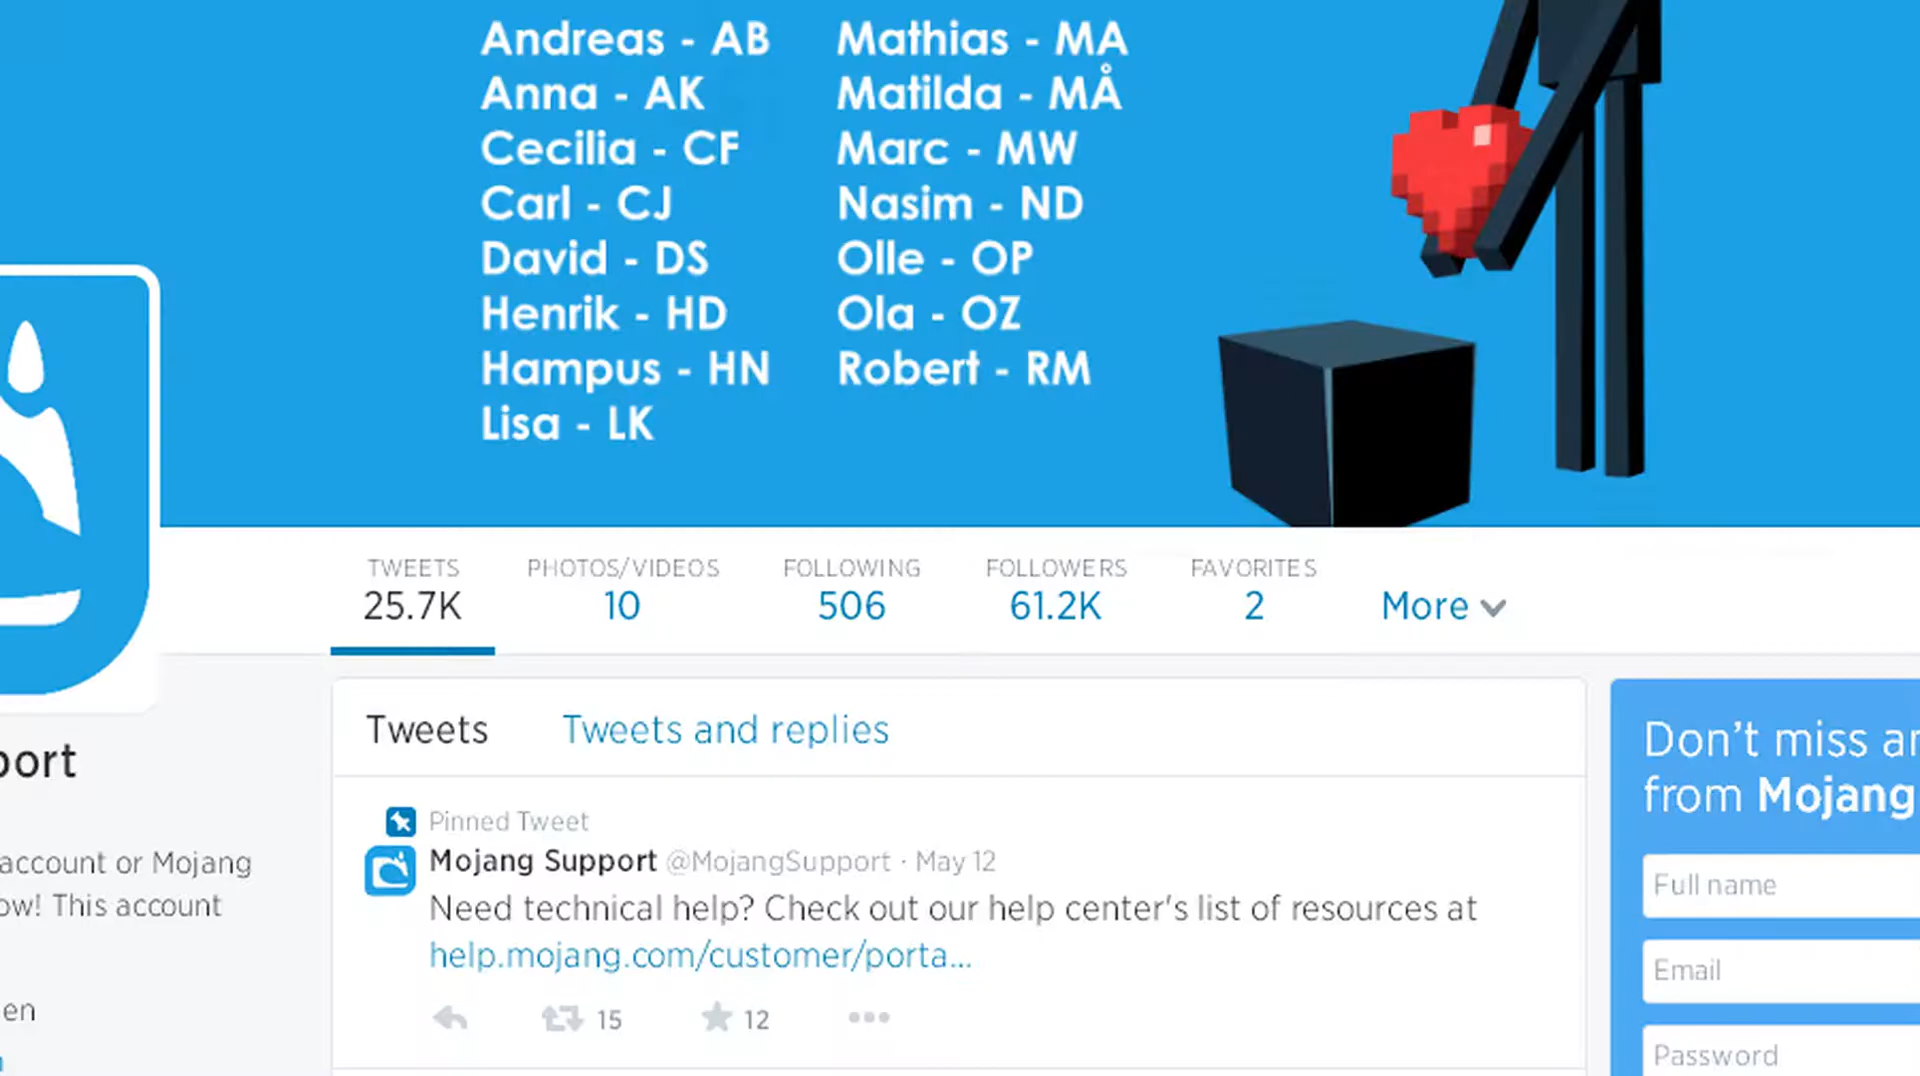 Andreas - AB
Anna - AK
Cecilia - CF
Carl - CJ
David - DS
Henrik - HD
Hampus - HN
Lisa - LK
Mathias - MA
Matilda - MÅ
Marc - MW
Nasim - ND
Olle - OP
Ola - OZ
Robert - RM
TWEETS
25.7K
PHOTOS/VIDEOS
10
FOLLOWING
506
FOLLOWERS
61.2K
FAVORITES
2
More
port
account or Mojang
ow! This account
en
Tweets Tweets and replies
Pinned Tweet
Mojang Support @MojangSupport · May 12
Need technical help? Check out our help center's list of resources at
help.mojang.com/customer/porta...
15 12
Don't miss an
from Mojang
Full name
Email
Password